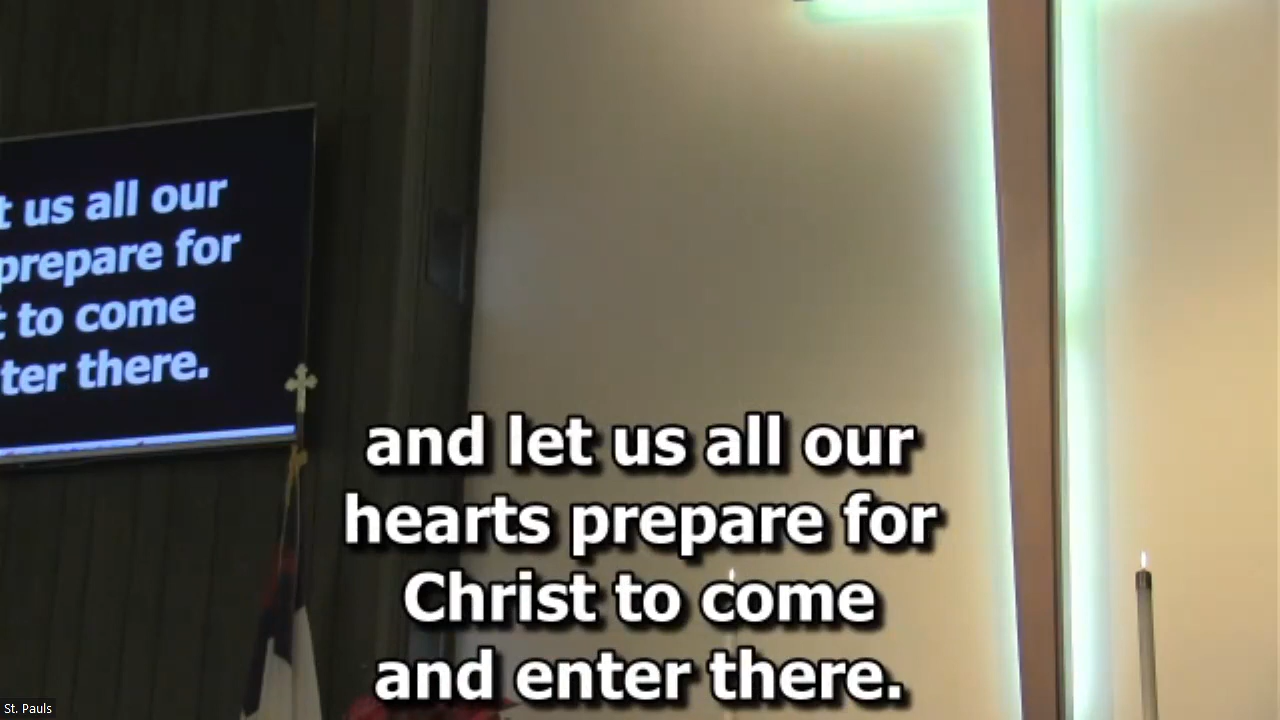 t us all our
prepare for
t to come
ter there.
and let us all our
hearts prepare for
Christ to come
and enter there.
St. Pauls